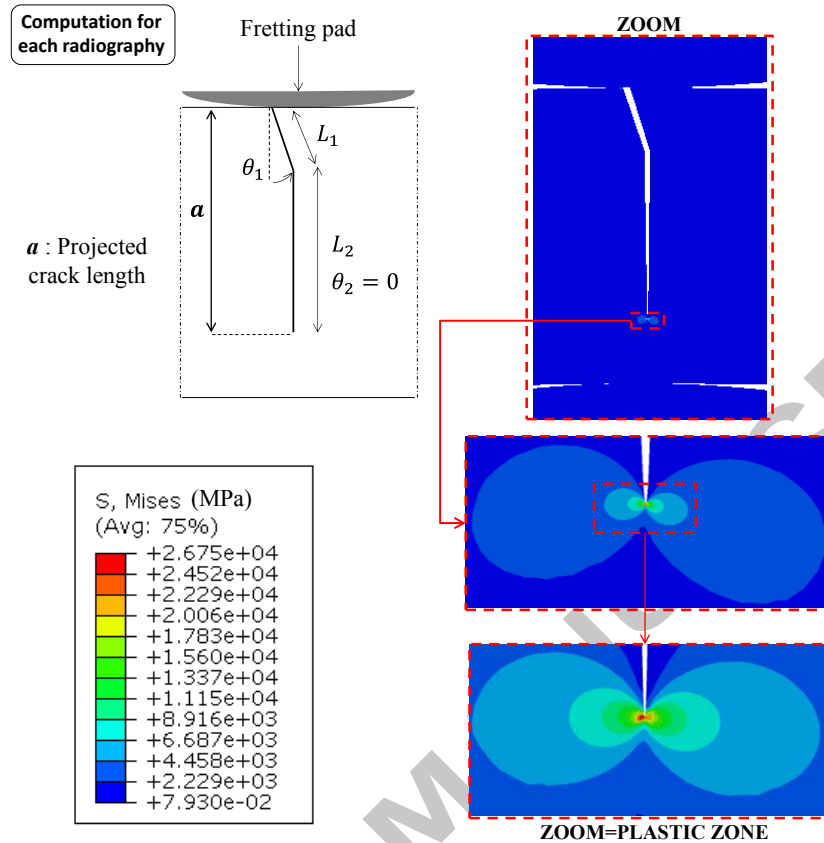 Computation for
each radiography
Fretting pad
ZOOM
L₁
θ₁
a
L₂
θ₂ = 0
a : Projected
crack length
S, Mises (MPa)
(Avg: 75%)
+2.675e+04
+2.452e+04
+2.229e+04
+2.006e+04
+1.783e+04
+1.560e+04
+1.337e+04
+1.115e+04
+8.916e+03
+6.687e+03
+4.458e+03
+2.229e+03
+7.930e-02
ZOOM=PLASTIC ZONE